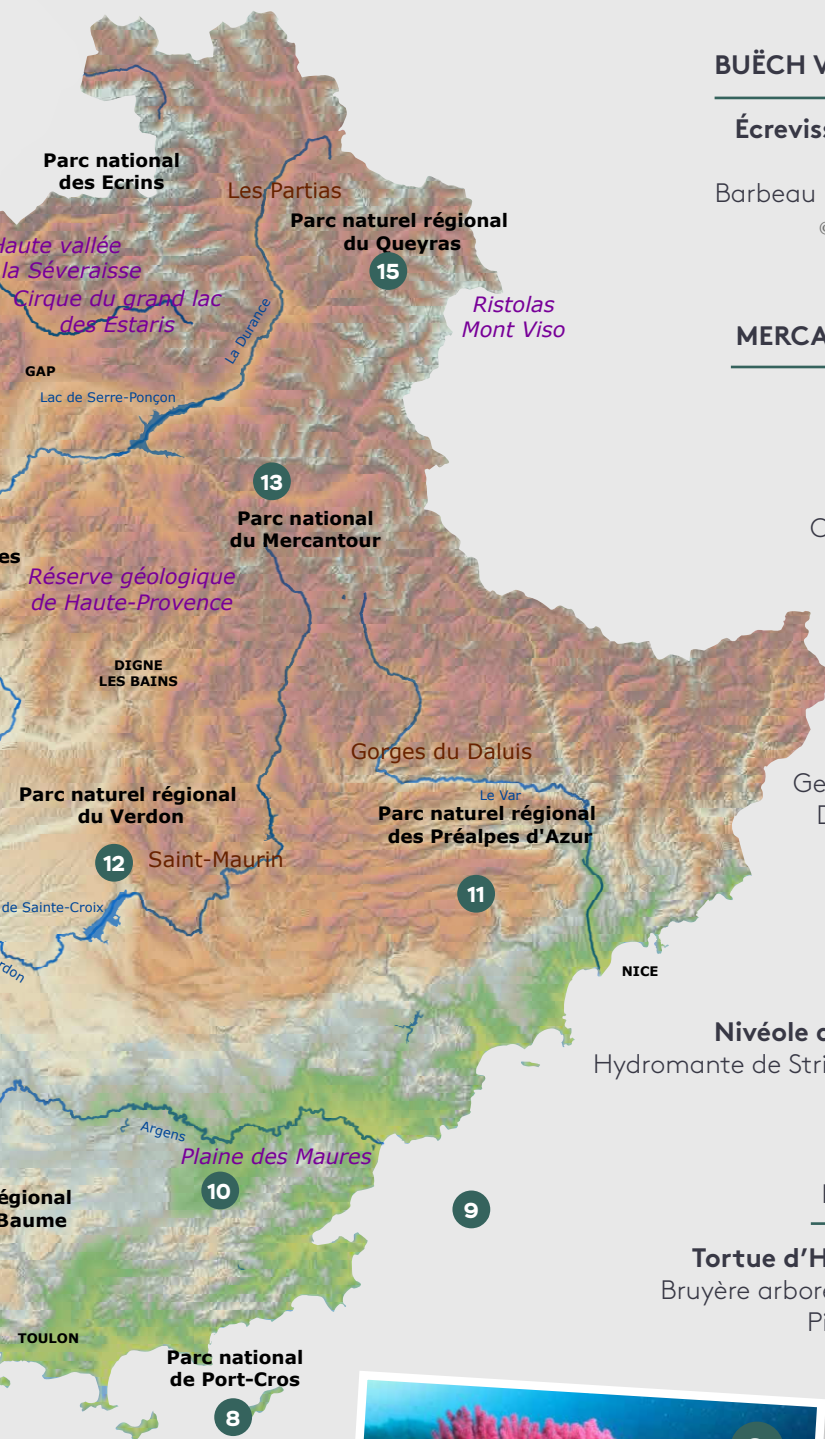 Parc national
des Ecrins
Les Partias
Parc naturel régional
du Queyras
15
Haute vallée
la Séveraisse
Cirque du grand lac
des Estaris
La Durance
Ristolas
Mont Viso
GAP
Lac de Serre-Ponçon
13
Parc national
du Mercantour
es
Réserve géologique
de Haute-Provence
DIGNE
LES BAINS
Gorges du Daluis
Le Var
Parc naturel régional
du Verdon
Parc naturel régional
des Préalpes d'Azur
12
Saint-Maurin
11
de Sainte-Croix
rdon
NICE
Argens
Plaine des Maures
10
égional
Baume
9
TOULON
Parc national
de Port-Cros
8
BUËCH V
Écreviss
Barbeau
©
MERCA
C
Ge
D
Nivéole d
Hydromante de Stri
Tortue d’H
Bruyère arbore
Pi